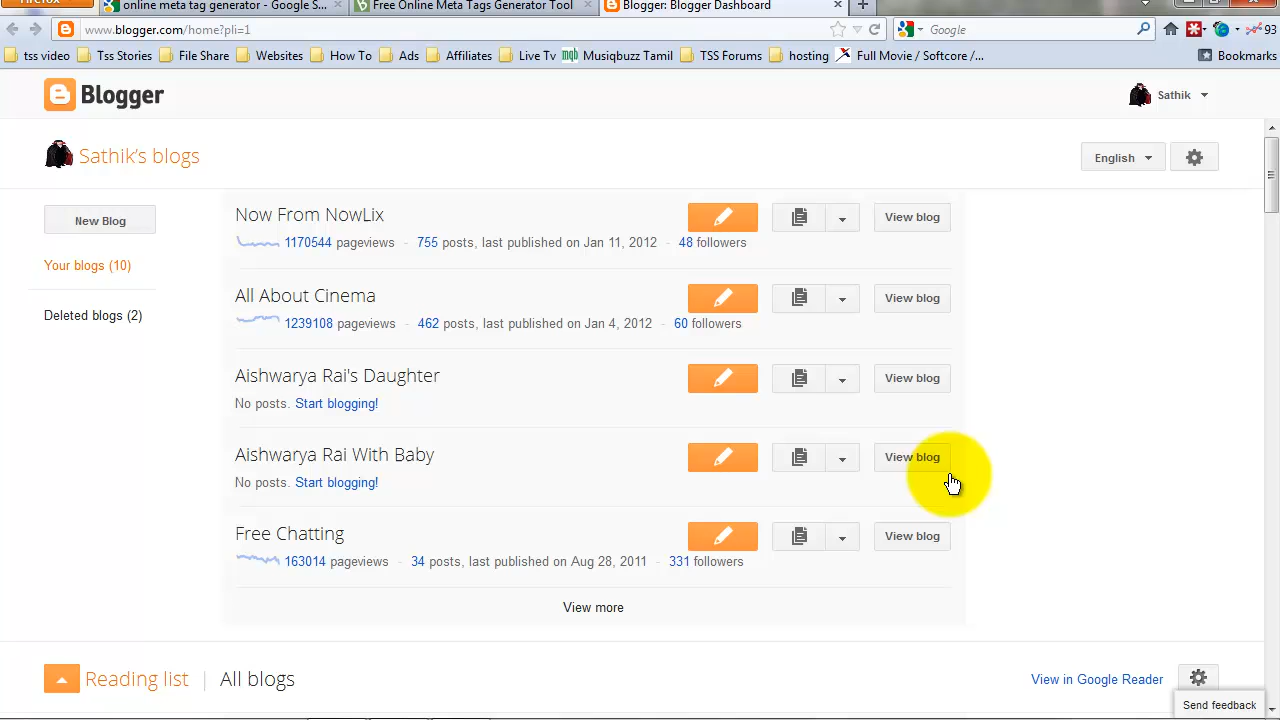 Firefox
online meta tag generator - Google S...
Free Online Meta Tags Generator Tool
Blogger: Blogger Dashboard
www.blogger.com/home?pli=1
Google
93
tss video
Tss Stories
File Share
Websites
How To
Ads
Affiliates
Live Tv
mqb Musiqbuzz Tamil
TSS Forums
hosting
Full Movie / Softcore /...
Bookmarks
Blogger
Sathik
Sathik's blogs
English
New Blog
Your blogs (10)
Deleted blogs (2)
Now From NowLix
View blog
1170544 pageviews - 755 posts, last published on Jan 11, 2012 - 48 followers
All About Cinema
View blog
1239108 pageviews - 462 posts, last published on Jan 4, 2012 - 60 followers
Aishwarya Rai's Daughter
View blog
No posts. Start blogging!
Aishwarya Rai With Baby
View blog
No posts. Start blogging!
Free Chatting
View blog
163014 pageviews - 34 posts, last published on Aug 28, 2011 - 331 followers
View more
Reading list | All blogs
View in Google Reader
Send feedback